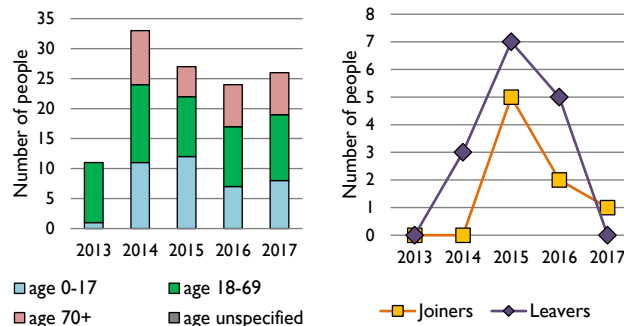 Number of people
35
30
25
20
15
10
5
0
2013 2014 2015 2016 2017
age 0-17 age 18-69
age 70+ age unspecified
Number of people
8
7
6
5
4
3
2
1
0
2013 2014 2015 2016 2017
Joiners Leavers